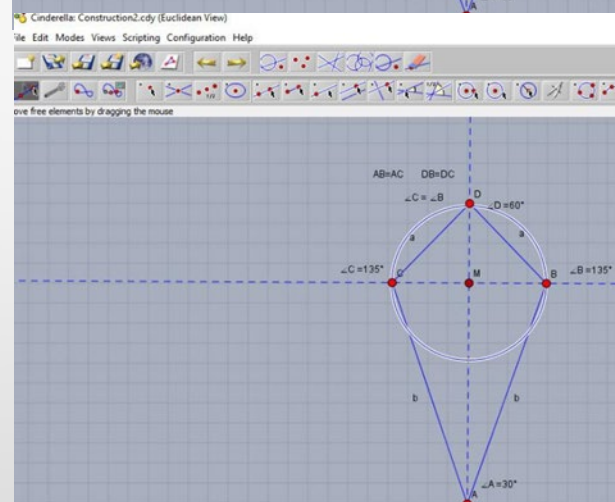 A
Cinderella: Construction2.cdy (Euclidean View)
ile Edit Modes Views Scripting Configuration Help
ove free elements by dragging the mouse
AB=AC DB=DC
D
∠C = ∠B
∠D =60°
a
a
∠C =135°
C
M
B
∠B =135°
b
b
∠A =30°
A